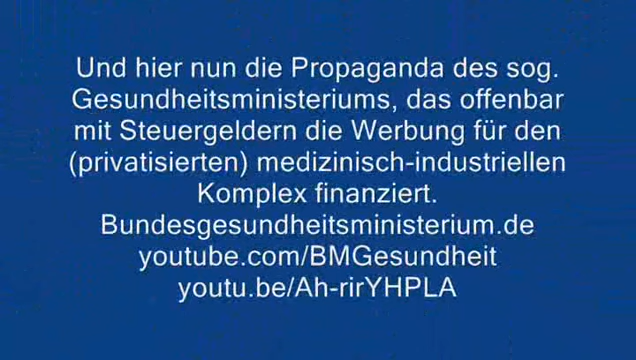 Und hier nun die Propaganda des sog.
Gesundheitsministeriums, das offenbar
mit Steuergeldern die Werbung für den
(privatisierten) medizinisch-industriellen
Komplex finanziert.
Bundesgesundheitsministerium.de
youtube.com/BMGesundheit
youtu.be/Ah-rirYHPLA